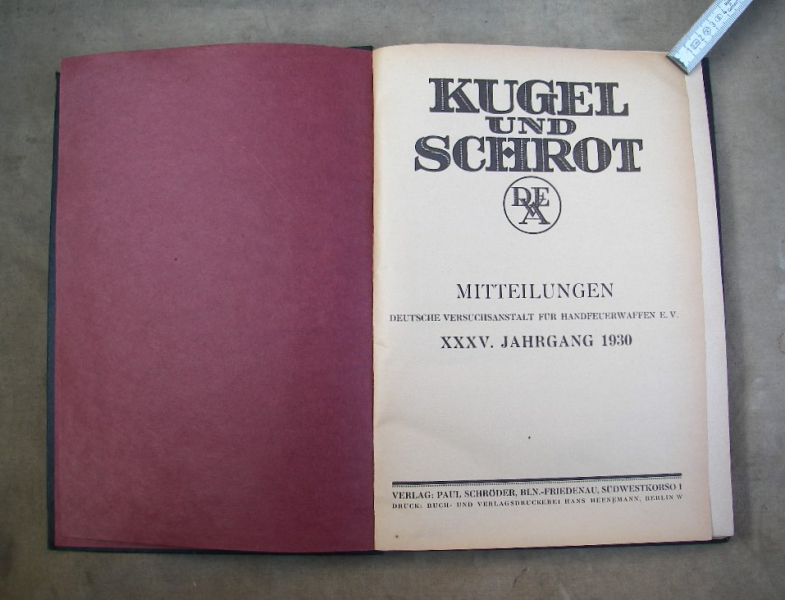 KUGEL
UND
SCHROT
DEVA
MITTEILUNGEN
DEUTSCHE VERSUCHSANSTALT FÜR HANDFEUERWAFFEN E. V.
XXXV. JAHRGANG 1930
VERLAG: PAUL SCHRÖDER, BLN.-FRIEDENAU, SÜDWESTKORSO 1
DRUCK: BUCH- UND VERLAGSDRUCKEREI HANS HEENEMANN, BERLIN W